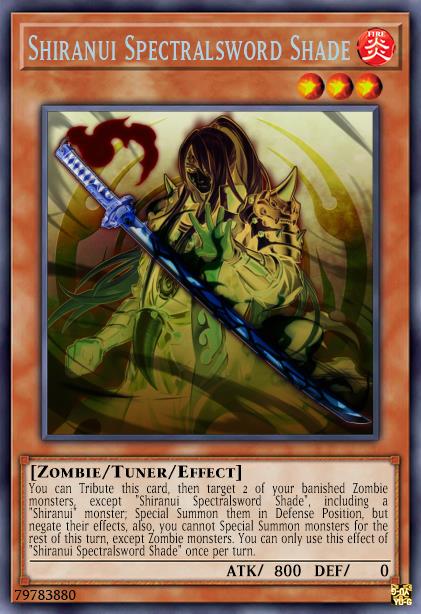 Shiranui Spectralsword Shade
FIRE
炎
[Zombie/Tuner/Effect]
You can Tribute this card, then target 2 of your banished Zombie
monsters, except "Shiranui Spectralsword Shade", including a
"Shiranui" monster; Special Summon them in Defense Position, but
negate their effects, also, you cannot Special Summon monsters for the
rest of this turn, except Zombie monsters. You can only use this effect of
"Shiranui Spectralsword Shade" once per turn.
ATK/ 800 DEF/ 0
79783880